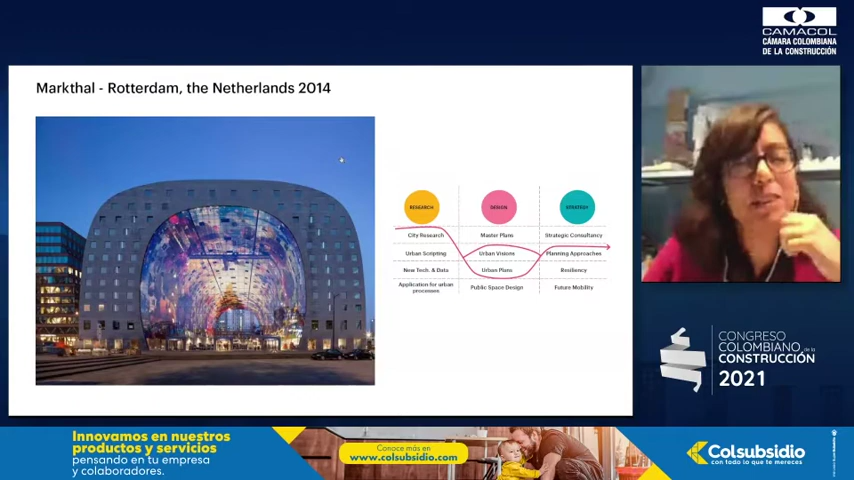 CAMACOL
CÁMARA COLOMBIANA
DE LA CONSTRUCCIÓN
Markthal - Rotterdam, the Netherlands 2014
RESEARCH
DESIGN
STRATEGY
City Research
Master Plans
Strategic Consultancy
Urban Scripting
Urban Visions
Planning Approaches
New Tech. & Data
Urban Plans
Resiliency
Application for urban
processes
Public Space Design
Future Mobility
CONGRESO
COLOMBIANO de la
CONSTRUCCIÓN
2021
Innovamos en nuestros
productos y servicios
pensando en tu empresa
y colaboradores.
Conoce más en
www.colsubsidio.com
Colsubsidio
con todo lo que te mereces